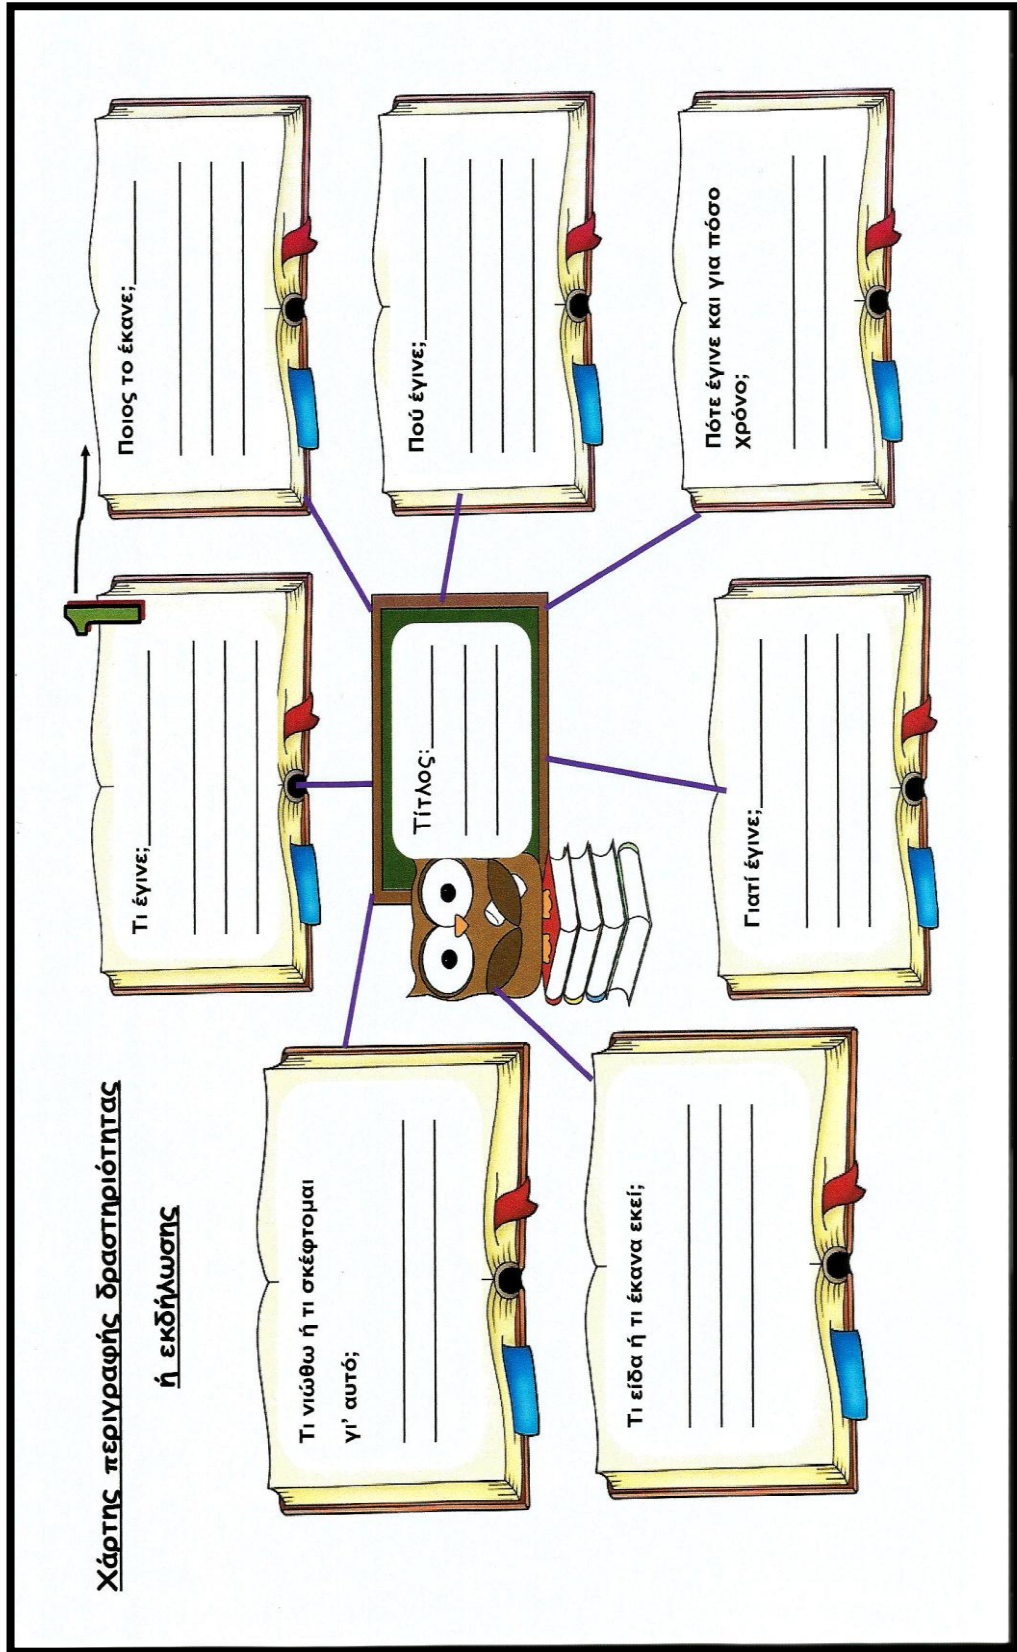 Χάρτης περιγραφής δραστηριότητας
ή εκδήλωσης
1
Τι έγινε;
Ποιος το έκανε;
Πού έγινε;
Πότε έγινε και για πόσο
χρόνο;
Γιατί έγινε;
Τι είδα ή τι έκανα εκεί;
Τι νιώθω ή τι σκέφτομαι
γι' αυτό;
Τίτλος: